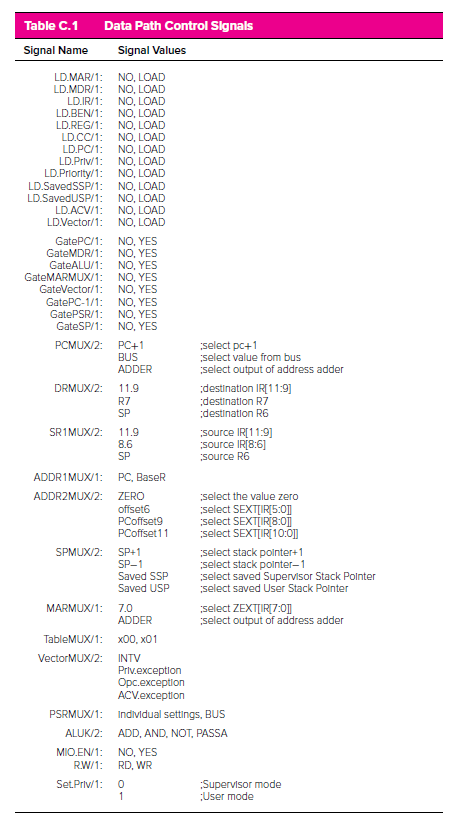 Table C.1 Data Path Control Signals
Signal Name Signal Values
LD.MAR/1: NO, LOAD
LD.MDR/1: NO, LOAD
LD.IR/1: NO, LOAD
LD.BEN/1: NO, LOAD
LD.REG/1: NO, LOAD
LD.CC/1: NO, LOAD
LD.PC/1: NO, LOAD
LD.Priv/1: NO, LOAD
LD.Priority/1: NO, LOAD
LD.SavedSSP/1: NO, LOAD
LD.SavedUSP/1: NO, LOAD
LD.ACV/1: NO, LOAD
LD.Vector/1: NO, LOAD
GatePC/1: NO, YES
GateMDR/1: NO, YES
GateALU/1: NO, YES
GateMARMUX/1: NO, YES
GateVector/1: NO, YES
GatePC-1/1: NO, YES
GatePSR/1: NO, YES
GateSP/1: NO, YES
PCMUX/2: PC+1 ;select pc+1
BUS ;select value from bus
ADDER ;select output of address adder
DRMUX/2: 11.9 ;destination IR[11:9]
R7 ;destination R7
SP ;destination R6
SR1MUX/2: 11.9 ;source IR[11:9]
8.6 ;source IR[8:6]
SP ;source R6
ADDR1MUX/1: PC, BaseR
ADDR2MUX/2: ZERO ;select the value zero
offset6 ;select SEXT[IR[5:0]]
PCoffset9 ;select SEXT[IR[8:0]]
PCoffset11 ;select SEXT[IR[10:0]]
SPMUX/2: SP+1 ;select stack pointer+1
SP−1 ;select stack pointer−1
Saved SSP ;select saved Supervisor Stack Pointer
Saved USP ;select saved User Stack Pointer
MARMUX/1: 7.0 ;select ZEXT[IR[7:0]]
ADDER ;select output of address adder
TableMUX/1: x00, x01
VectorMUX/2: INTV
Priv.exception
Opc.exception
ACV.exception
PSRMUX/1: individual settings, BUS
ALUK/2: ADD, AND, NOT, PASSA
MIO.EN/1: NO, YES
R.W/1: RD, WR
Set.Priv/1: 0 ;Supervisor mode
1 ;User mode